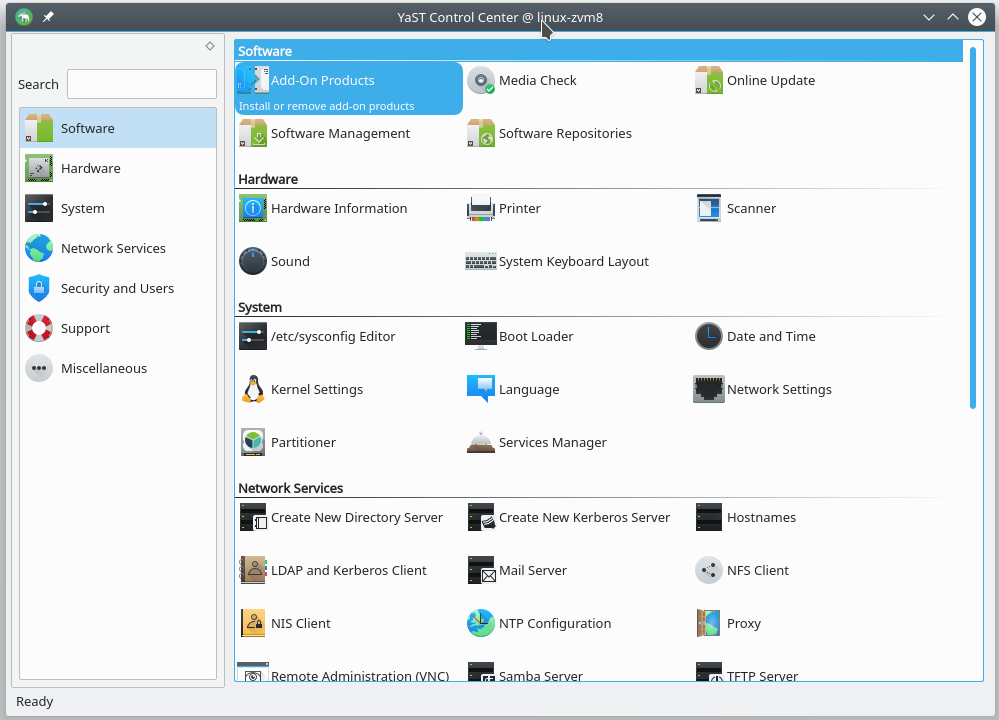 YaST Control Center @ linux-zvm8
Search
Software
Hardware
System
Network Services
Security and Users
Support
Miscellaneous
Software
Add-On Products
Install or remove add-on products
Media Check
Online Update
Software Management
Software Repositories
Hardware
Hardware Information
Printer
Scanner
Sound
System Keyboard Layout
System
/etc/sysconfig Editor
Boot Loader
Date and Time
Kernel Settings
Language
Network Settings
Partitioner
Services Manager
Network Services
Create New Directory Server
Create New Kerberos Server
Hostnames
LDAP and Kerberos Client
Mail Server
NFS Client
NIS Client
NTP Configuration
Proxy
Remote Administration (VNC)
Samba Server
TFTP Server
Ready